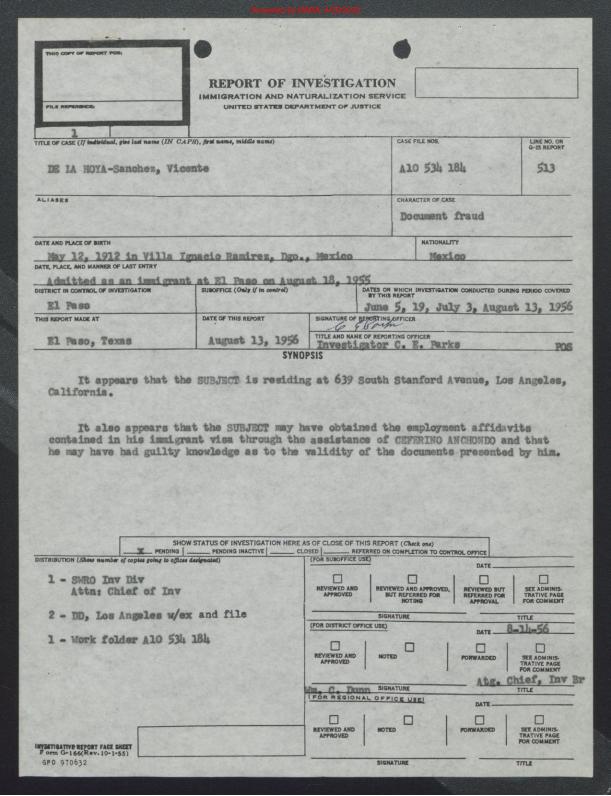 THIS COPY OF REPORT FOR:
FILE REFERENCE:
1
REPORT OF INVESTIGATION
IMMIGRATION AND NATURALIZATION SERVICE
UNITED STATES DEPARTMENT OF JUSTICE
TITLE OF CASE (If individual, give last name (IN CAPS), first name, middle name)
CASE FILE NOS.
LINE NO. ON
G-23 REPORT
DE LA HOYA-Sanchez, Vicente
A10 534 184
513
ALIASES
CHARACTER OF CASE
Document fraud
DATE AND PLACE OF BIRTH
NATIONALITY
May 12, 1912 in Villa Ignacio Ramirez, Dgo., Mexico
Mexico
DATE, PLACE, AND MANNER OF LAST ENTRY
Admitted as an immigrant at El Paso on August 18, 1955
DISTRICT IN CONTROL OF INVESTIGATION
SUBOFFICE (Only if in control)
DATES ON WHICH INVESTIGATION CONDUCTED DURING PERIOD COVERED
BY THIS REPORT
El Paso
June 5, 19, July 3, August 13, 1956
THIS REPORT MADE AT
DATE OF THIS REPORT
SIGNATURE OF REPORTING OFFICER
El Paso, Texas
August 13, 1956
TITLE AND NAME OF REPORTING OFFICER
Investigator C. E. Parks
POS
SYNOPSIS
It appears that the SUBJECT is residing at 639 South Stanford Avenue, Los Angeles,
California.
It also appears that the SUBJECT may have obtained the employment affidavits
contained in his immigrant visa through the assistance of CEFERINO ANCHONDO and that
he may have had guilty knowledge as to the validity of the documents presented by him.
SHOW STATUS OF INVESTIGATION HERE AS OF CLOSE OF THIS REPORT (Check one)
X PENDING
PENDING INACTIVE
CLOSED
REFERRED ON COMPLETION TO CONTROL OFFICE
DISTRIBUTION (Show number of copies going to offices designated)
1 - SWRO Inv Div
Attn: Chief of Inv
2 - DD, Los Angeles w/ex and file
1 - Work folder A10 534 184
(FOR SUBOFFICE USE)
DATE
REVIEWED AND
APPROVED
REVIEWED AND APPROVED,
BUT REFERRED FOR
NOTING
REVIEWED BUT
REFERRED FOR
APPROVAL
SEE ADMINIS-
TRATIVE PAGE
FOR COMMENT
SIGNATURE
TITLE
(FOR DISTRICT OFFICE USE)
DATE 8-14-56
REVIEWED AND
APPROVED
NOTED
FORWARDED
SEE ADMINIS-
TRATIVE PAGE
FOR COMMENT
Wm. C. Dunn
Atg. Chief, Inv Br
SIGNATURE
TITLE
(FOR REGIONAL OFFICE USE)
DATE
REVIEWED AND
APPROVED
NOTED
FORWARDED
SEE ADMINIS-
TRATIVE PAGE
FOR COMMENT
SIGNATURE
TITLE
INVESTIGATIVE REPORT FACE SHEET
Form G-166(Rev. 10-1-55)
GPO 970632